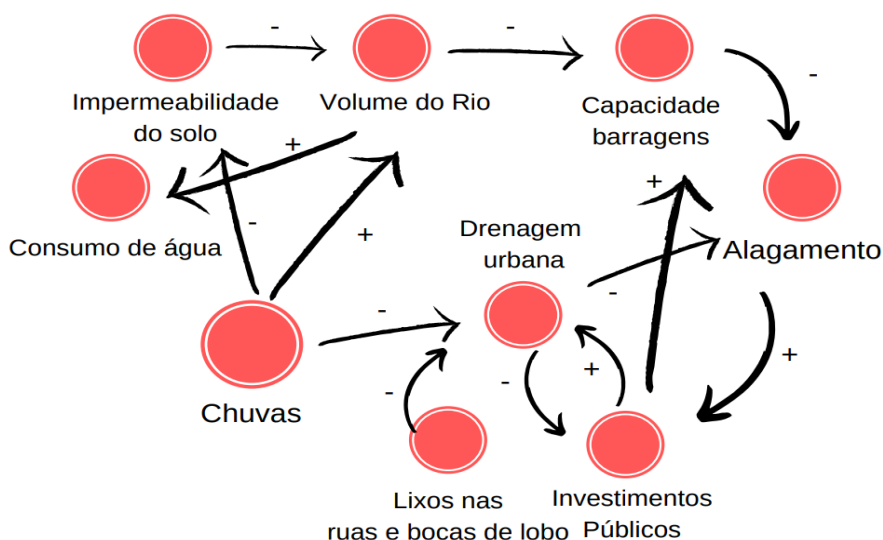 -
-
Impermeabilidade
do solo
Volume do Rio
Capacidade
barragens
-
+
+
Consumo de água
-
+
Drenagem
urbana
Alagamento
-
-
Chuvas
-
-
+
+
Lixos nas
ruas e bocas de lobo
Investimentos
Públicos